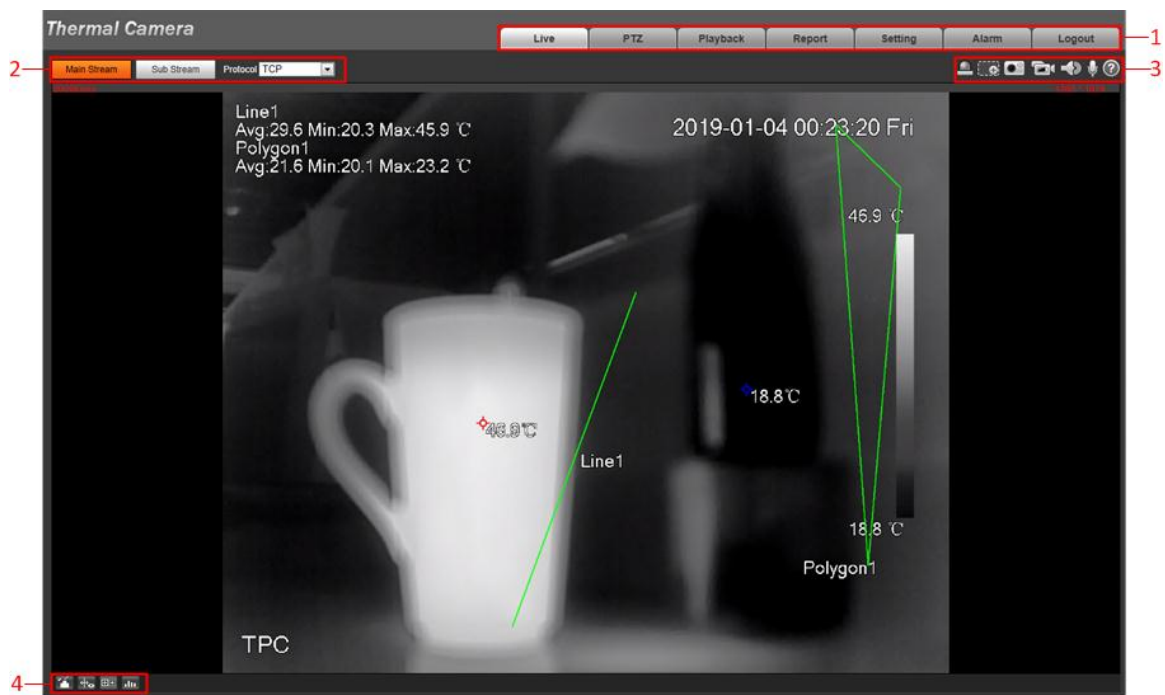 Thermal Camera
Live PTZ Playback Report Setting Alarm Logout
1
2
Main Stream Sub Stream Protocol TCP
3
Line1
Avg:29.6 Min:20.3 Max:45.9 ℃
Polygon1
Avg:21.6 Min:20.1 Max:23.2 ℃
2019-01-04 00:23:20 Fri
46.9 ℃
18.8℃
46.9℃
Line1
18.8 ℃
Polygon1
TPC
4